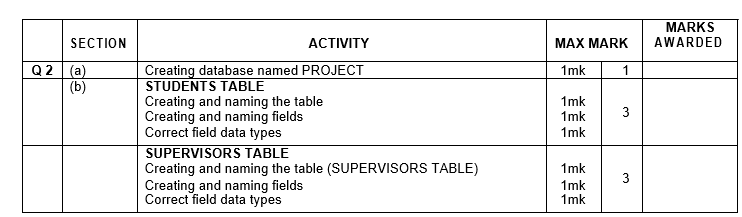 SECTION ACTIVITY MAX MARK MARKS AWARDED
Q 2 (a) Creating database named PROJECT 1mk 1
(b) STUDENTS TABLE
Creating and naming the table 1mk
Creating and naming fields 1mk 3
Correct field data types 1mk
SUPERVISORS TABLE
Creating and naming the table (SUPERVISORS TABLE) 1mk
Creating and naming fields 1mk 3
Correct field data types 1mk